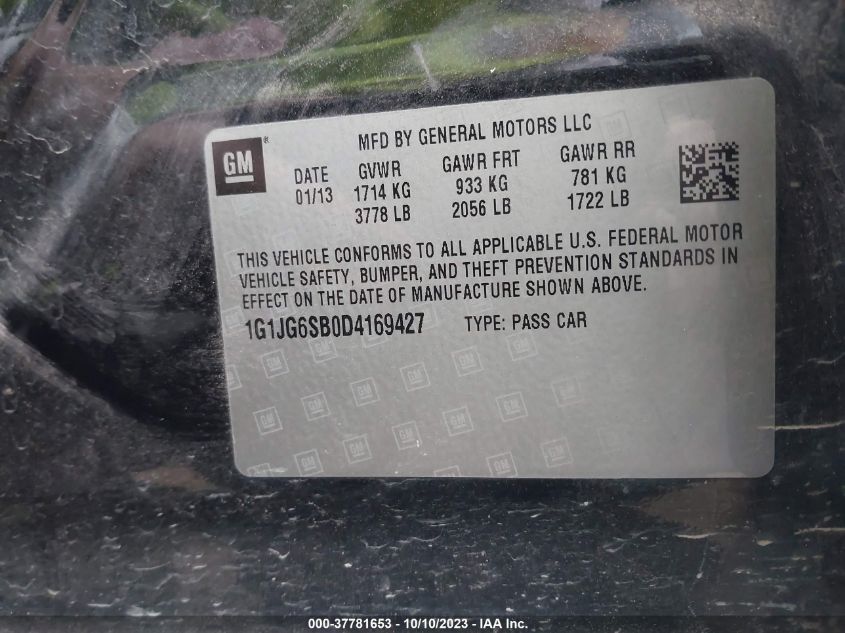 GM ®
MFD BY GENERAL MOTORS LLC
DATE GVWR GAWR FRT GAWR RR
01/13 1714 KG 933 KG 781 KG
3778 LB 2056 LB 1722 LB
THIS VEHICLE CONFORMS TO ALL APPLICABLE U.S. FEDERAL MOTOR
VEHICLE SAFETY, BUMPER, AND THEFT PREVENTION STANDARDS IN
EFFECT ON THE DATE OF MANUFACTURE SHOWN ABOVE.
1G1JG6SB0D4169427 TYPE: PASS CAR
000-37781653 - 10/10/2023 - IAA Inc.